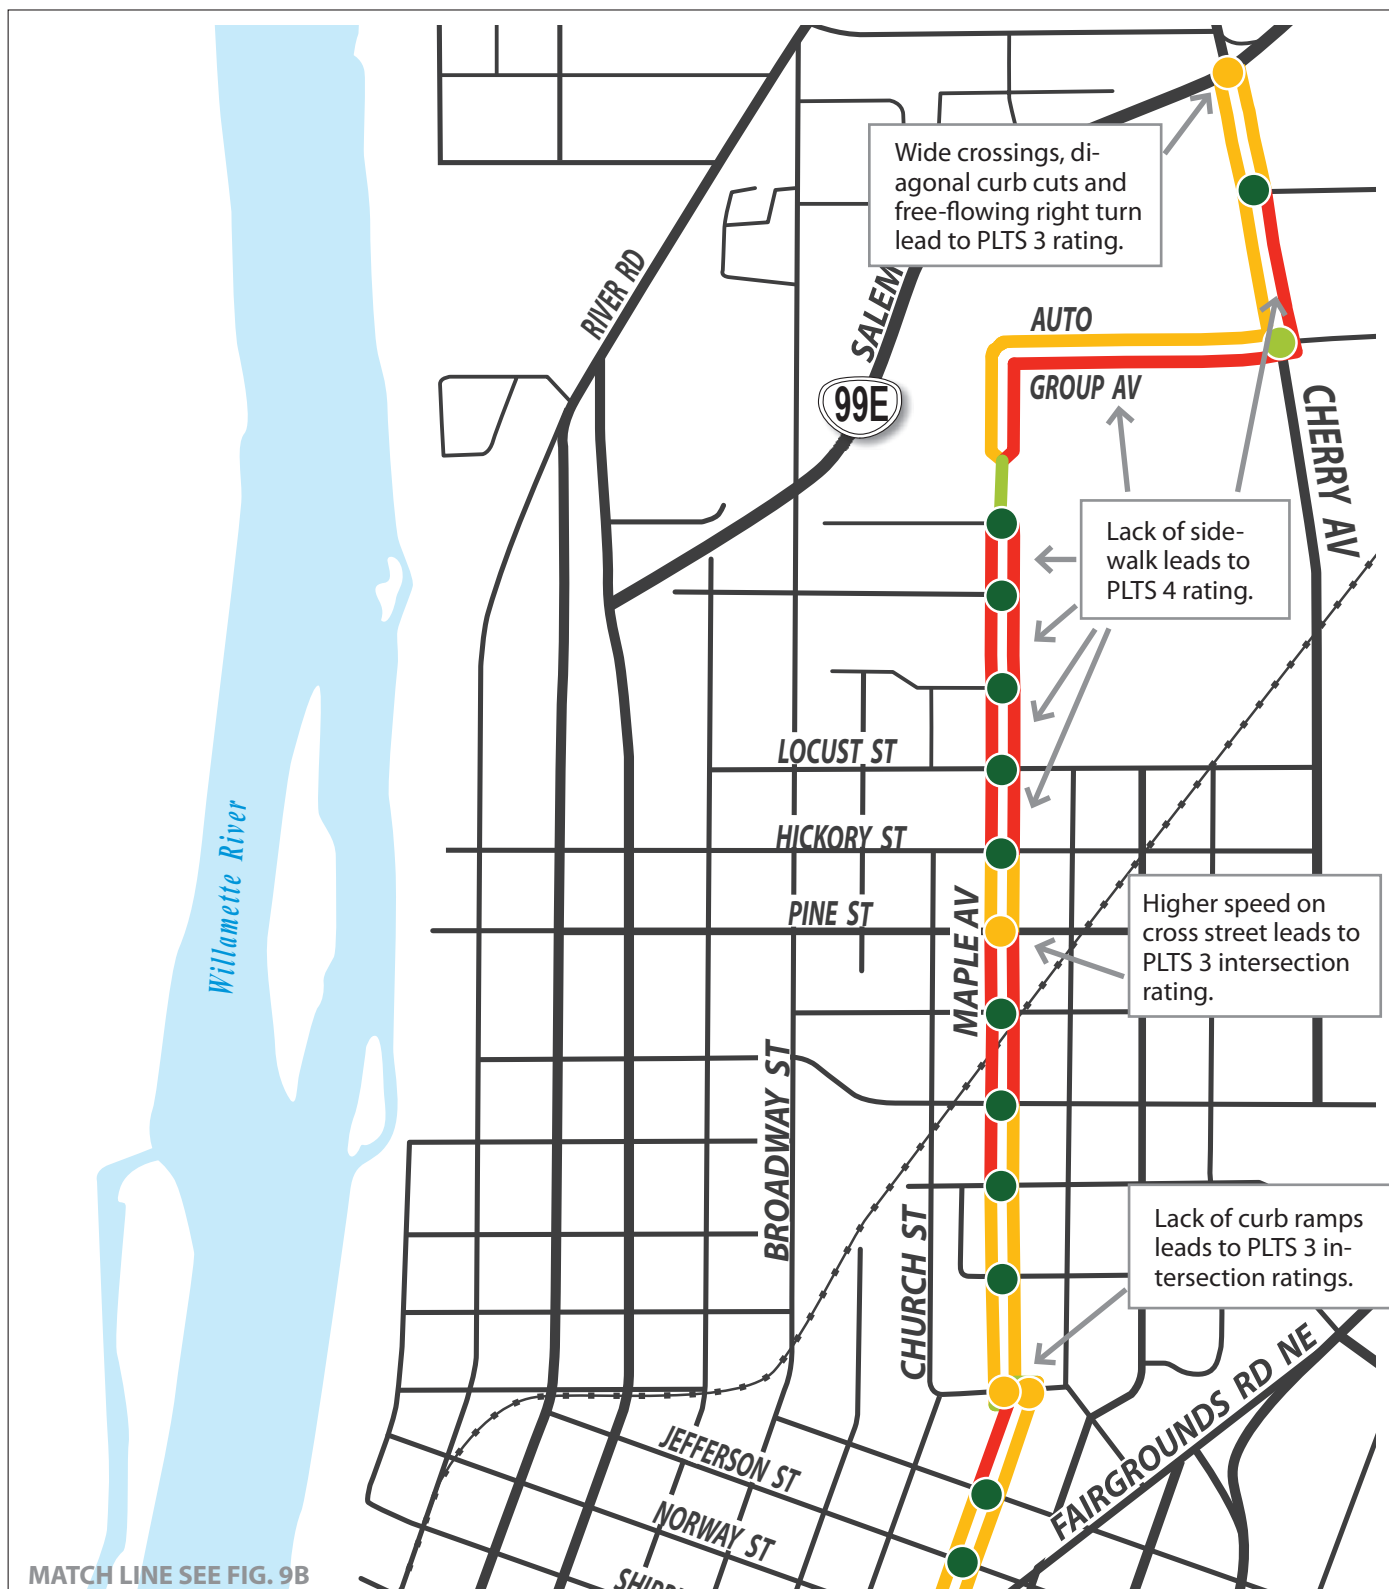 Wide crossings, di-
agonal curb cuts and
free-flowing right turn
lead to PLTS 3 rating.
RIVER RD
SALEM
AUTO
GROUP AV
99E
CHERRY AV
Lack of side-
walk leads to
PLTS 4 rating.
LOCUST ST
HICKORY ST
PINE ST
MAPLE AV
Willamette River
Higher speed on
cross street leads to
PLTS 3 intersection
rating.
BROADWAY ST
CHURCH ST
Lack of curb ramps
leads to PLTS 3 in-
tersection ratings.
FAIRGROUNDS RD NE
JEFFERSON ST
NORWAY ST
MATCH LINE SEE FIG. 9B